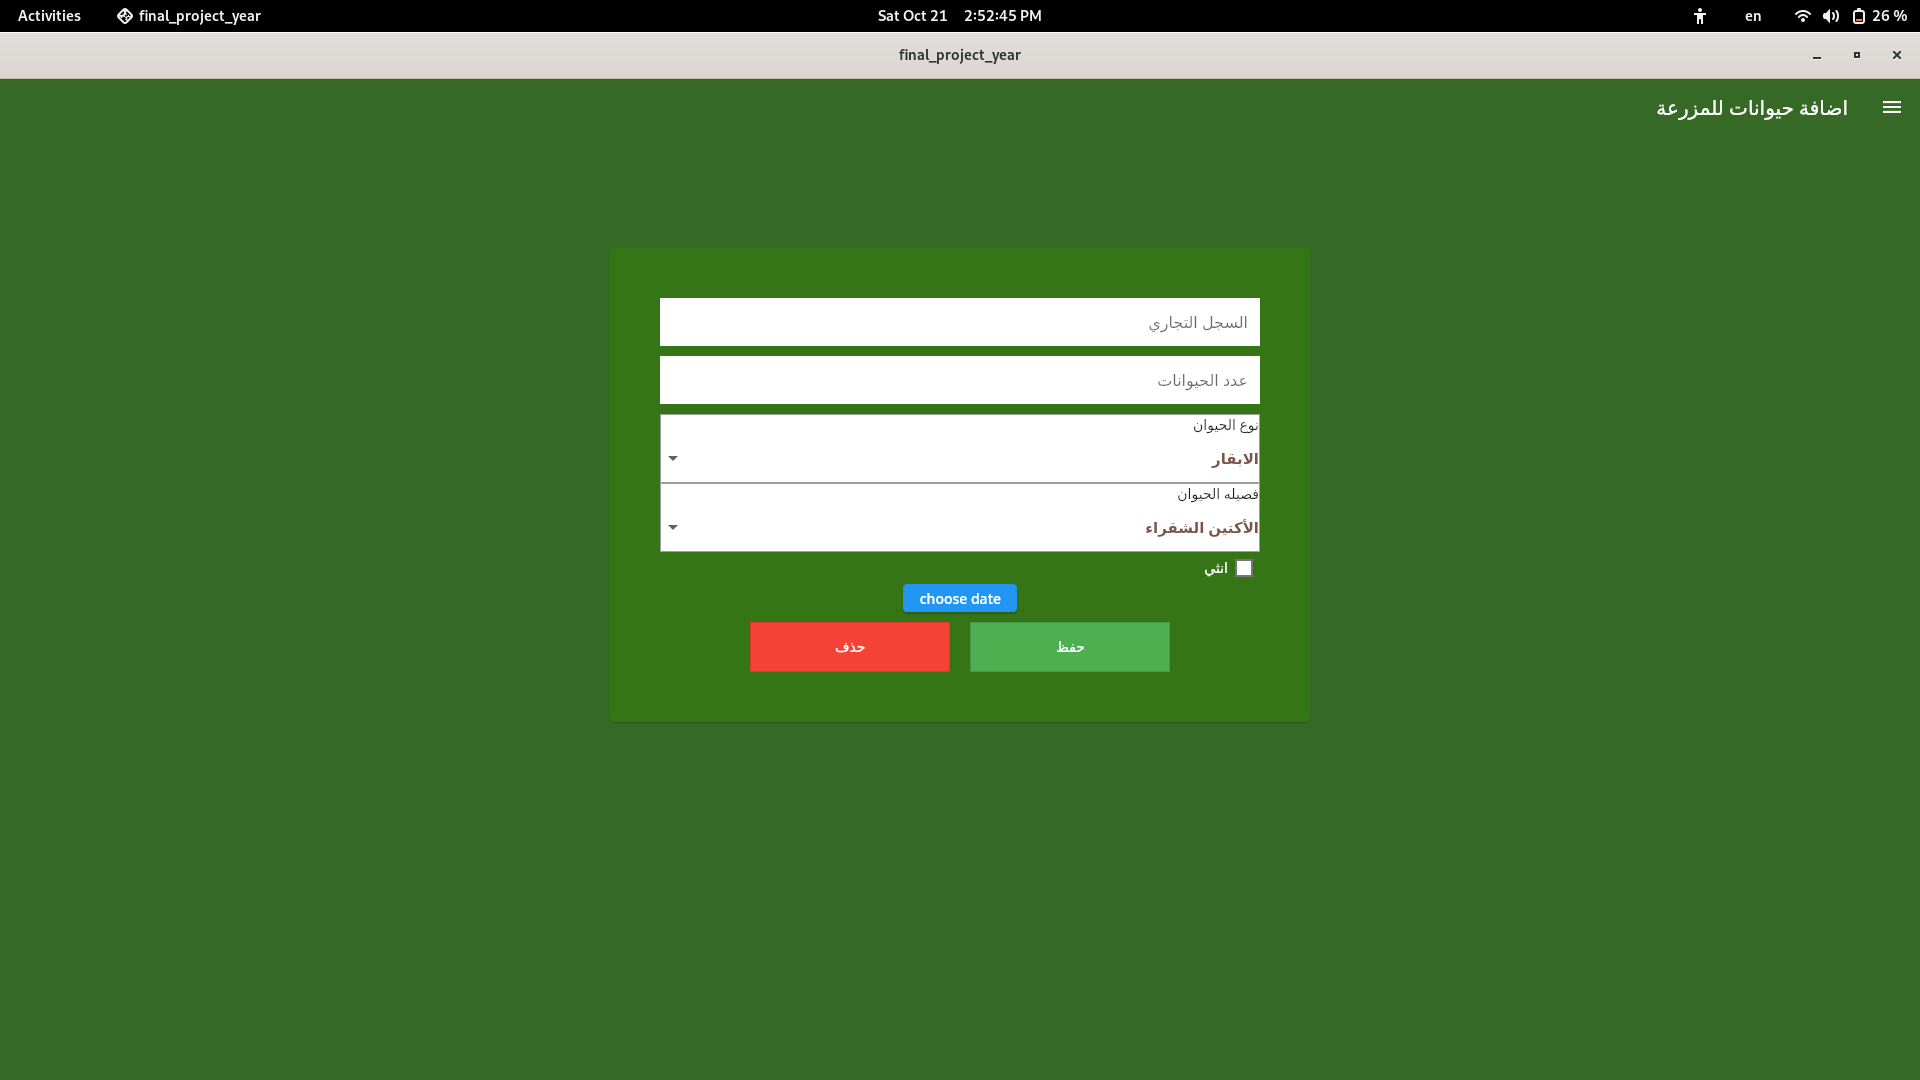 Activities
final_project_year
Sat Oct 21 2:52:45 PM
en
26 %
final_project_year
اضافة حيوانات للمزرعة
السجل التجاري
عدد الحيوانات
نوع الحيوان
الابقار
فصيله الحيوان
الأكتين الشقراء
انثي
choose date
حفظ
حذف